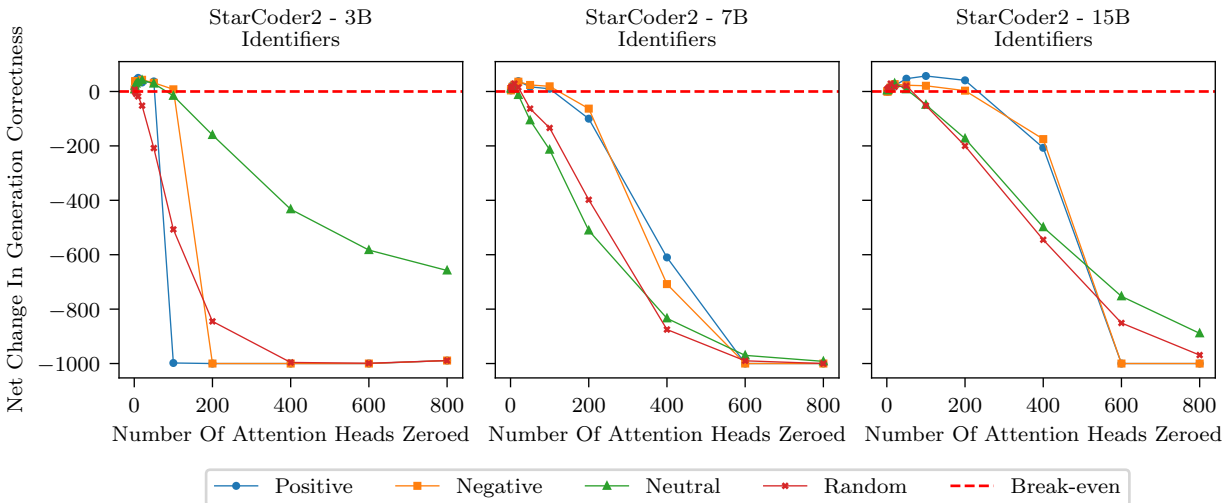 StarCoder2 - 3B
Identifiers
StarCoder2 - 7B
Identifiers
StarCoder2 - 15B
Identifiers
Net Change In Generation Correctness
0
−200
−400
−600
−800
−1000
0 200 400 600 800
0 200 400 600 800
0 200 400 600 800
Number Of Attention Heads Zeroed
Number Of Attention Heads Zeroed
Number Of Attention Heads Zeroed
Positive Negative Neutral Random Break-even